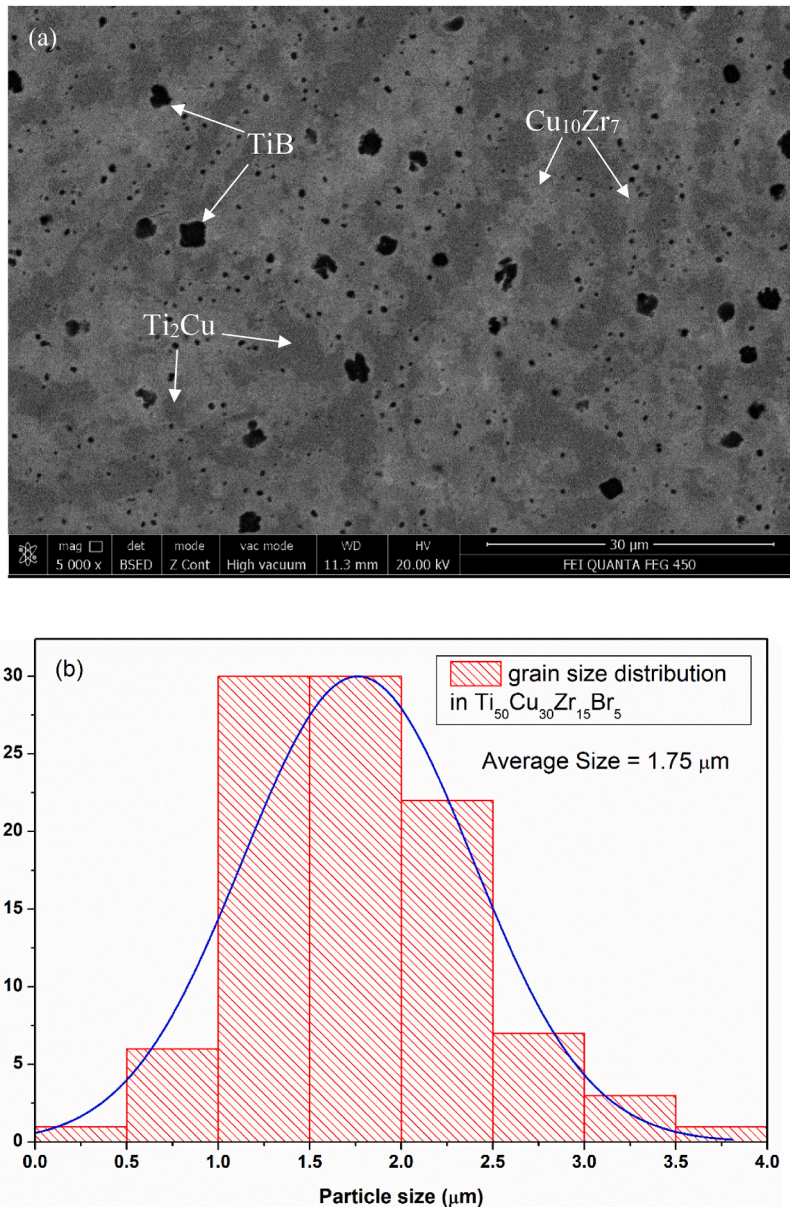 (a)
TiB
Cu₁₀Zr₇
Ti₂Cu
mag □ det mode vac mode WD HV 30 μm
5 000 x BSED Z Cont High vacuum 11.3 mm 20.00 kV FEI QUANTA FEG 450
(b)
grain size distribution
in Ti₅₀Cu₃₀Zr₁₅Br₅
Average Size = 1.75 μm
30
25
20
15
10
5
0
0.0 0.5 1.0 1.5 2.0 2.5 3.0 3.5 4.0
Particle size (μm)